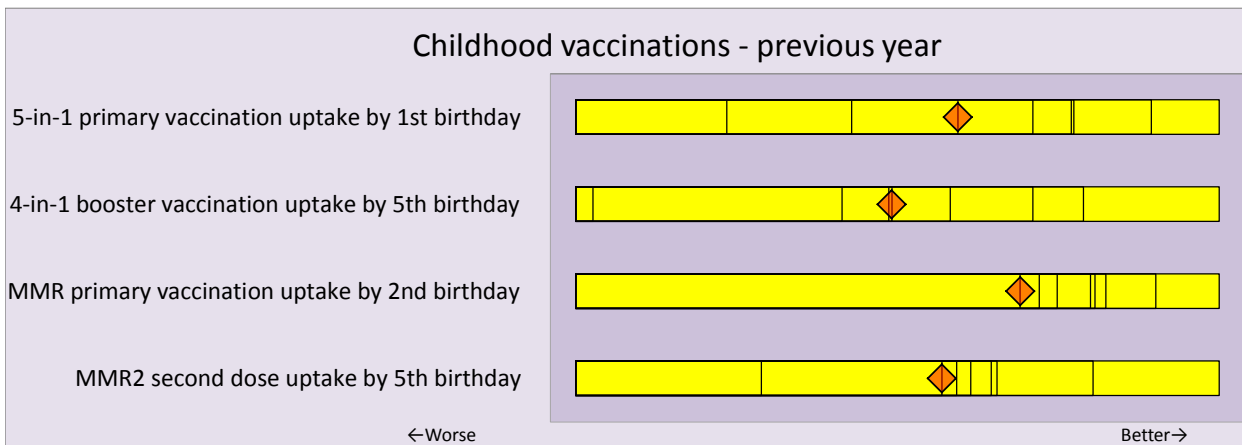 Childhood vaccinations - previous year
5-in-1 primary vaccination uptake by 1st birthday
4-in-1 booster vaccination uptake by 5th birthday
MMR primary vaccination uptake by 2nd birthday
MMR2 second dose uptake by 5th birthday
←Worse Better→